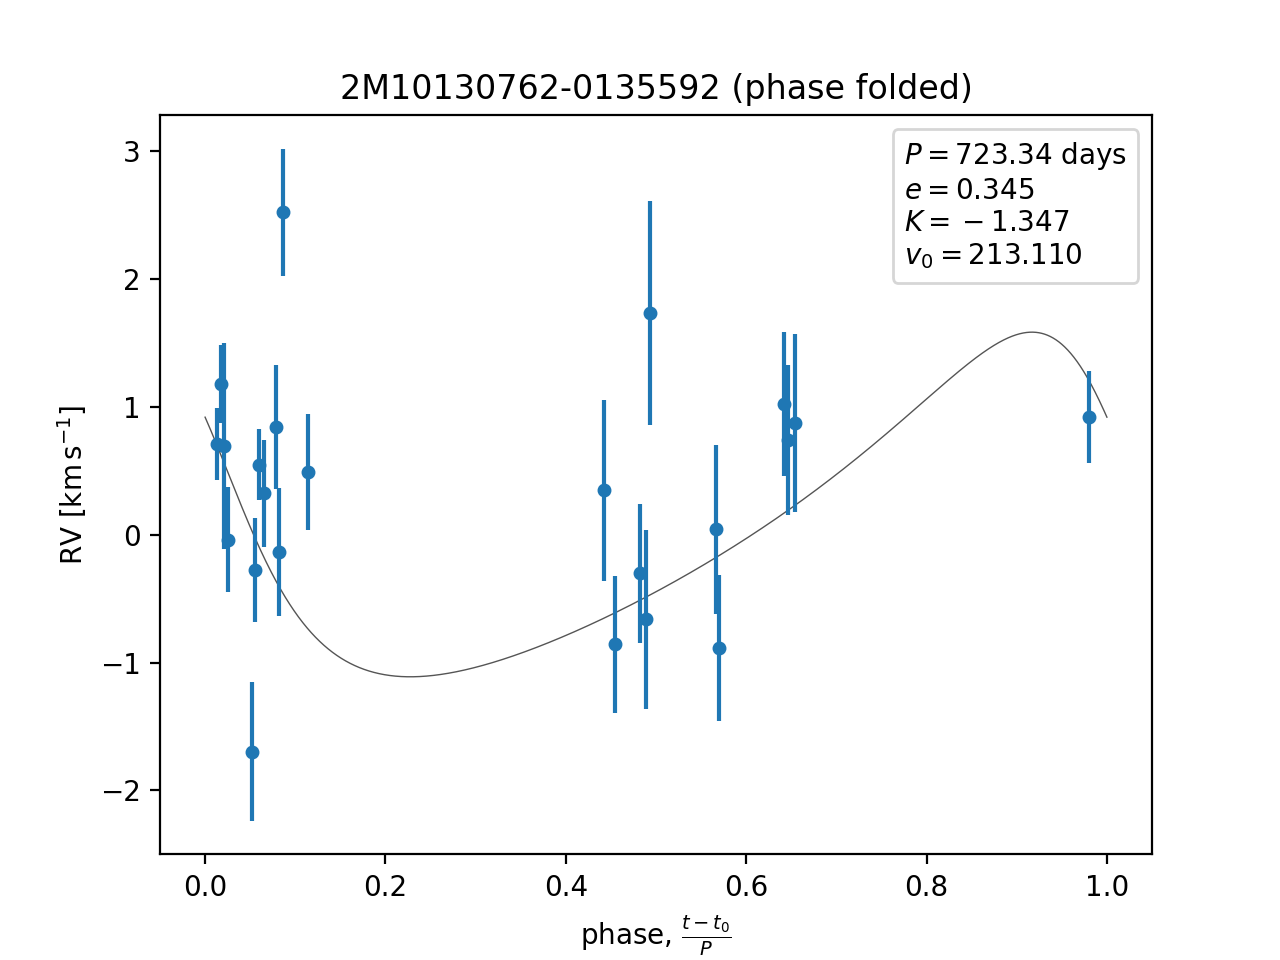 2M10130762-0135592 (phase folded)
P = 723.34 days
e = 0.345
K = −1.347
v₀ = 213.110
3
2
1
0
−1
−2
RV [km s⁻¹]
0.0 0.2 0.4 0.6 0.8 1.0
phase, (t − t₀)/P